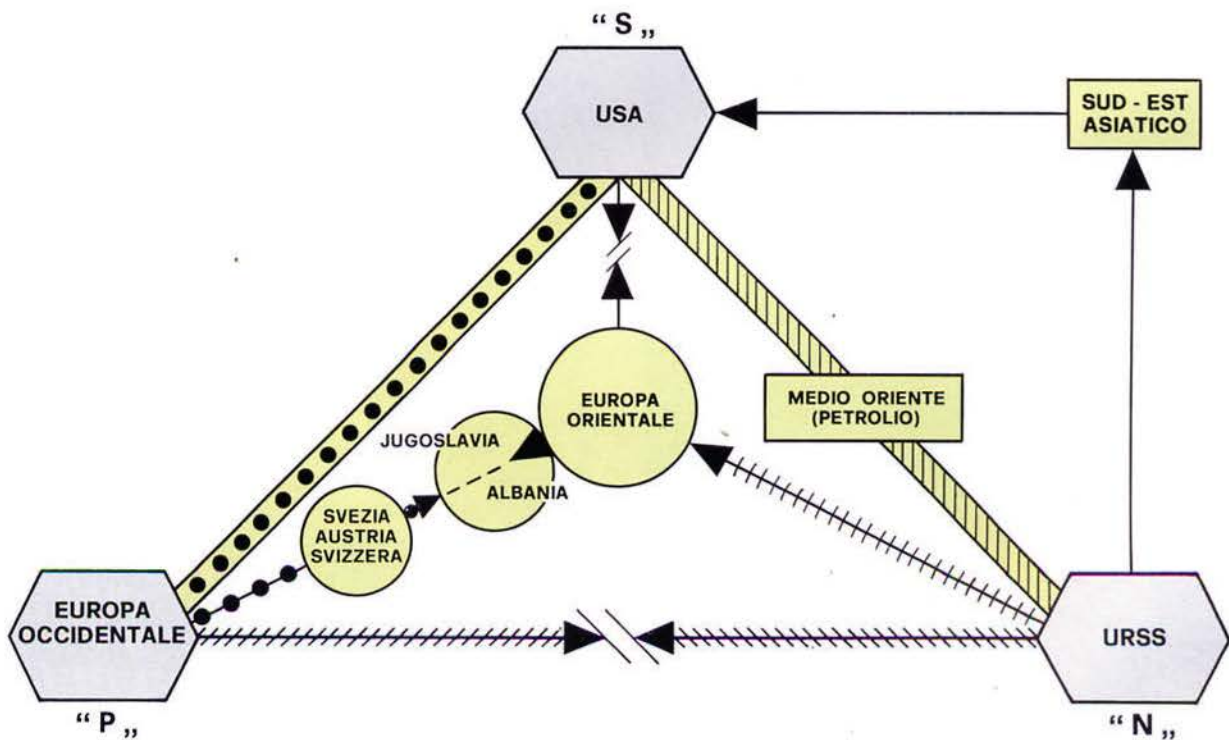 “ S „
USA
SUD - EST
ASIATICO
EUROPA
ORIENTALE
MEDIO ORIENTE
(PETROLIO)
JUGOSLAVIA
ALBANIA
SVEZIA
AUSTRIA
SVIZZERA
EUROPA
OCCIDENTALE
URSS
“ P „
“ N „